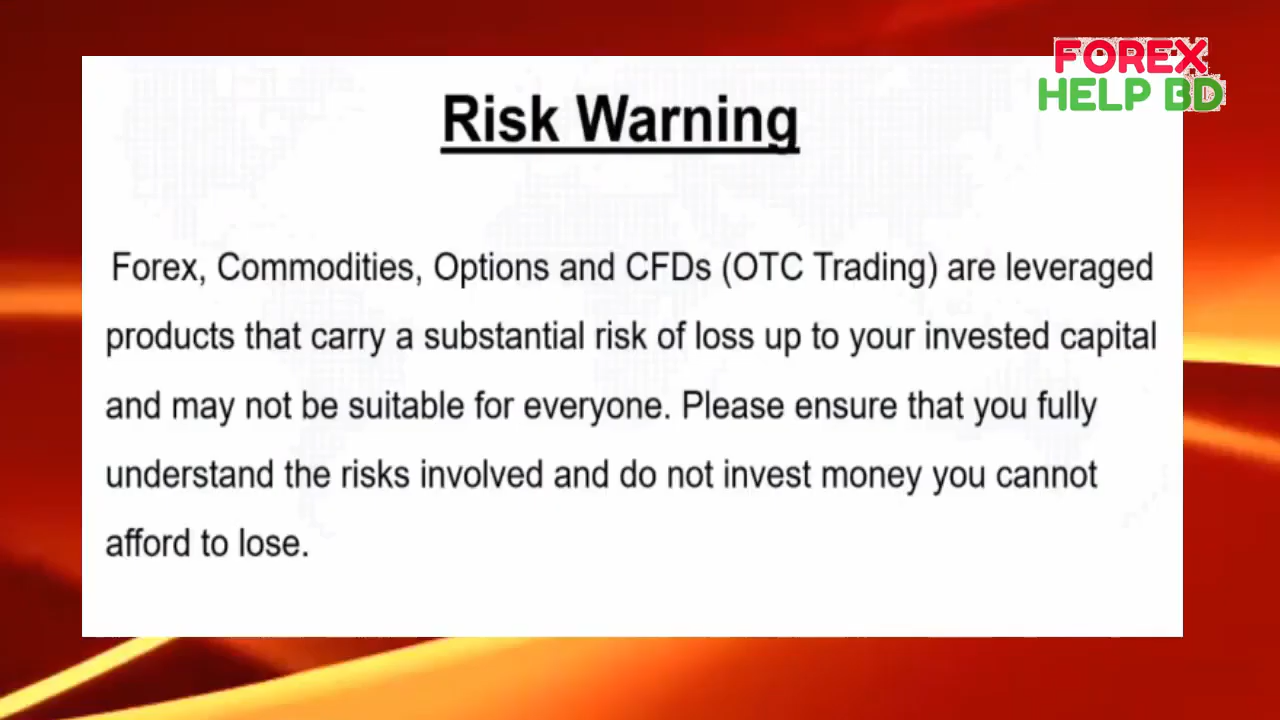 FOREX
HELP BD
Risk Warning
Forex, Commodities, Options and CFDs (OTC Trading) are leveraged
products that carry a substantial risk of loss up to your invested capital
and may not be suitable for everyone. Please ensure that you fully
understand the risks involved and do not invest money you cannot
afford to lose.